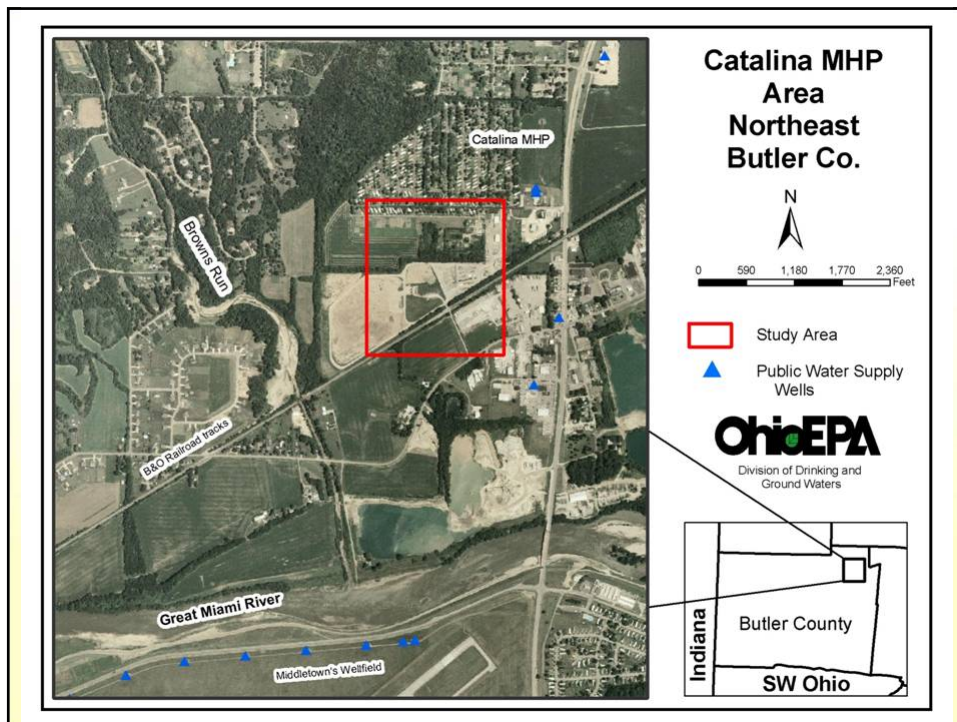 Catalina MHP
Area
Northeast
Butler Co.
N
0 590 1,180 1,770 2,360
Feet
Study Area
Public Water Supply
Wells
OhioEPA
Division of Drinking and
Ground Waters
Catalina MHP
Browns Run
B&O Railroad tracks
Great Miami River
Middletown's Wellfield
Indiana
Butler County
SW Ohio